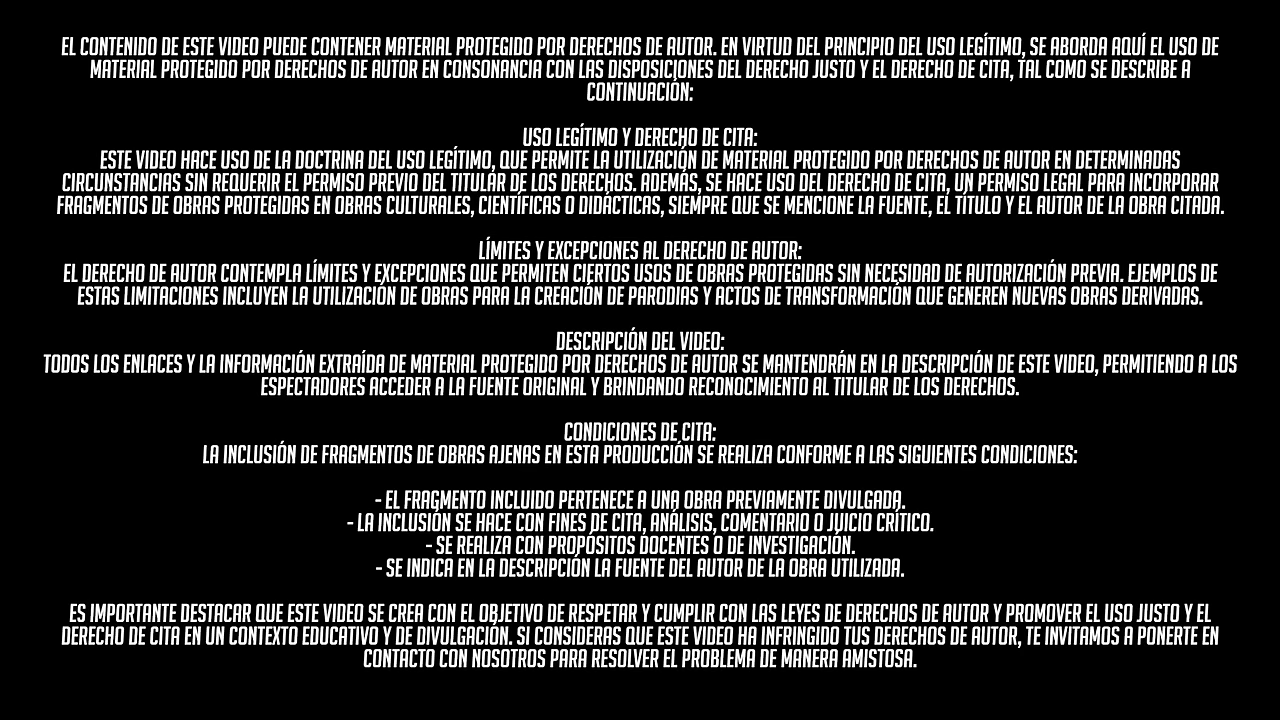 EL CONTENIDO DE ESTE VIDEO PUEDE CONTENER MATERIAL PROTEGIDO POR DERECHOS DE AUTOR. EN VIRTUD DEL PRINCIPIO DEL USO LEGÍTIMO, SE ABORDA AQUÍ EL USO DE
MATERIAL PROTEGIDO POR DERECHOS DE AUTOR EN CONSONANCIA CON LAS DISPOSICIONES DEL DERECHO JUSTO Y EL DERECHO DE CITA, TAL COMO SE DESCRIBE A
CONTINUACIÓN:
USO LEGÍTIMO Y DERECHO DE CITA:
ESTE VIDEO HACE USO DE LA DOCTRINA DEL USO LEGÍTIMO, QUE PERMITE LA UTILIZACIÓN DE MATERIAL PROTEGIDO POR DERECHOS DE AUTOR EN DETERMINADAS
CIRCUNSTANCIAS SIN REQUERIR EL PERMISO PREVIO DEL TITULAR DE LOS DERECHOS. ADEMÁS, SE HACE USO DEL DERECHO DE CITA, UN PERMISO LEGAL PARA INCORPORAR
FRAGMENTOS DE OBRAS PROTEGIDAS EN OBRAS CULTURALES, CIENTÍFICAS O DIDÁCTICAS, SIEMPRE QUE SE MENCIONE LA FUENTE, EL TÍTULO Y EL AUTOR DE LA OBRA CITADA.
LÍMITES Y EXCEPCIONES AL DERECHO DE AUTOR:
EL DERECHO DE AUTOR CONTEMPLA LÍMITES Y EXCEPCIONES QUE PERMITEN CIERTOS USOS DE OBRAS PROTEGIDAS SIN NECESIDAD DE AUTORIZACIÓN PREVIA. EJEMPLOS DE
ESTAS LIMITACIONES INCLUYEN LA UTILIZACIÓN DE OBRAS PARA LA CREACIÓN DE PARODIAS Y ACTOS DE TRANSFORMACIÓN QUE GENEREN NUEVAS OBRAS DERIVADAS.
DESCRIPCIÓN DEL VIDEO:
TODOS LOS ENLACES Y LA INFORMACIÓN EXTRAÍDA DE MATERIAL PROTEGIDO POR DERECHOS DE AUTOR SE MANTENDRÁN EN LA DESCRIPCIÓN DE ESTE VIDEO, PERMITIENDO A LOS
ESPECTADORES ACCEDER A LA FUENTE ORIGINAL Y BRINDANDO RECONOCIMIENTO AL TITULAR DE LOS DERECHOS.
CONDICIONES DE CITA:
LA INCLUSIÓN DE FRAGMENTOS DE OBRAS AJENAS EN ESTA PRODUCCIÓN SE REALIZA CONFORME A LAS SIGUIENTES CONDICIONES:
- EL FRAGMENTO INCLUIDO PERTENECE A UNA OBRA PREVIAMENTE DIVULGADA.
- LA INCLUSIÓN SE HACE CON FINES DE CITA, ANÁLISIS, COMENTARIO O JUICIO CRÍTICO.
- SE REALIZA CON PROPÓSITOS DOCENTES O DE INVESTIGACIÓN.
- SE INDICA EN LA DESCRIPCIÓN LA FUENTE DEL AUTOR DE LA OBRA UTILIZADA.
ES IMPORTANTE DESTACAR QUE ESTE VIDEO SE CREA CON EL OBJETIVO DE RESPETAR Y CUMPLIR CON LAS LEYES DE DERECHOS DE AUTOR Y PROMOVER EL USO JUSTO Y EL
DERECHO DE CITA EN UN CONTEXTO EDUCATIVO Y DE DIVULGACIÓN. SI CONSIDERAS QUE ESTE VIDEO HA INFRINGIDO TUS DERECHOS DE AUTOR, TE INVITAMOS A PONERTE EN
CONTACTO CON NOSOTROS PARA RESOLVER EL PROBLEMA DE MANERA AMISTOSA.